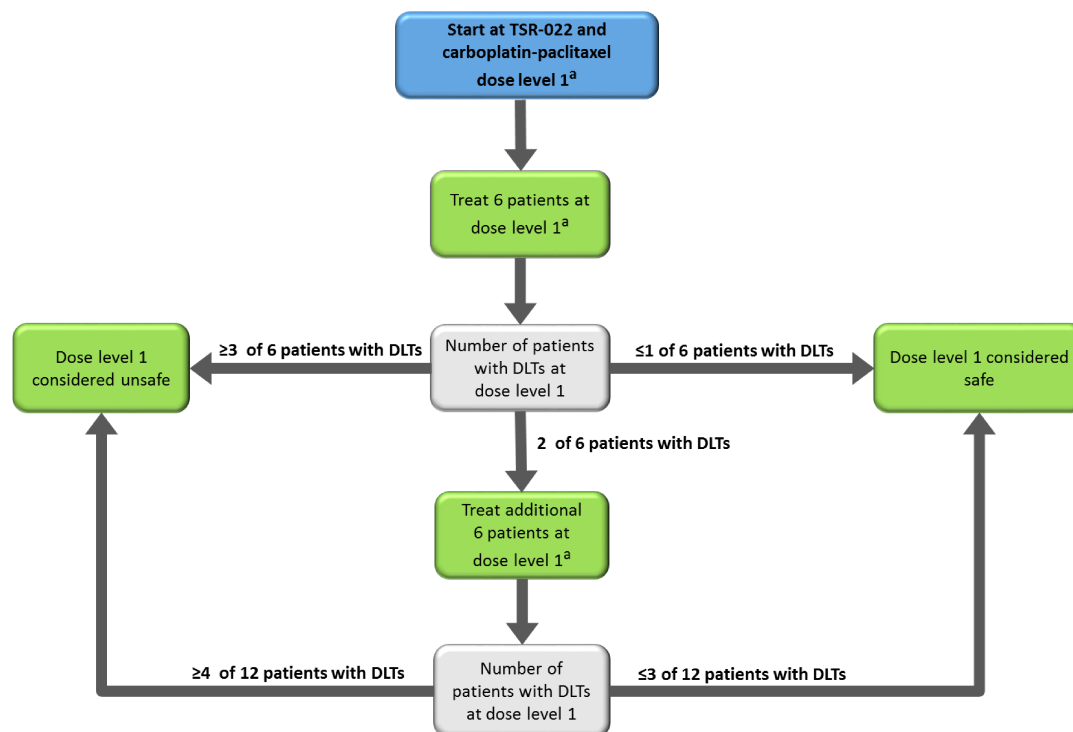 Start at TSR-022 and
carboplatin-paclitaxel
dose level 1a
Treat 6 patients at
dose level 1a
≥3 of 6 patients with DLTs
Number of patients
with DLTs at
dose level 1
≤1 of 6 patients with DLTs
Dose level 1
considered unsafe
Dose level 1 considered
safe
2 of 6 patients with DLTs
Treat additional
6 patients at
dose level 1a
≥4 of 12 patients with DLTs
Number of
patients with DLTs
at dose level 1
≤3 of 12 patients with DLTs